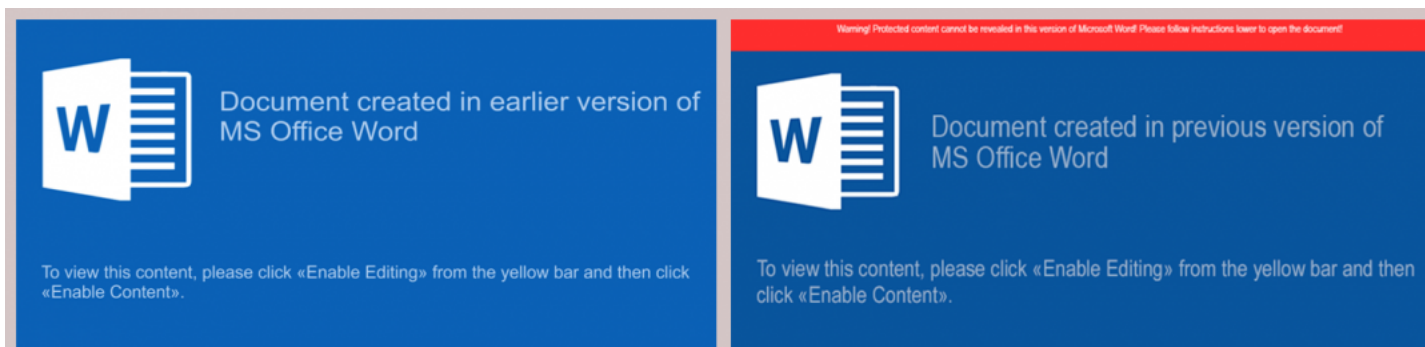 W
Document created in earlier version of
MS Office Word
To view this content, please click «Enable Editing» from the yellow bar and then click
«Enable Content».
Warning! Protected content cannot be revealed in this version of Microsoft Word! Please follow instructions lower to open the document!
W
Document created in previous version of
MS Office Word
To view this content, please click «Enable Editing» from the yellow bar and then
click «Enable Content».